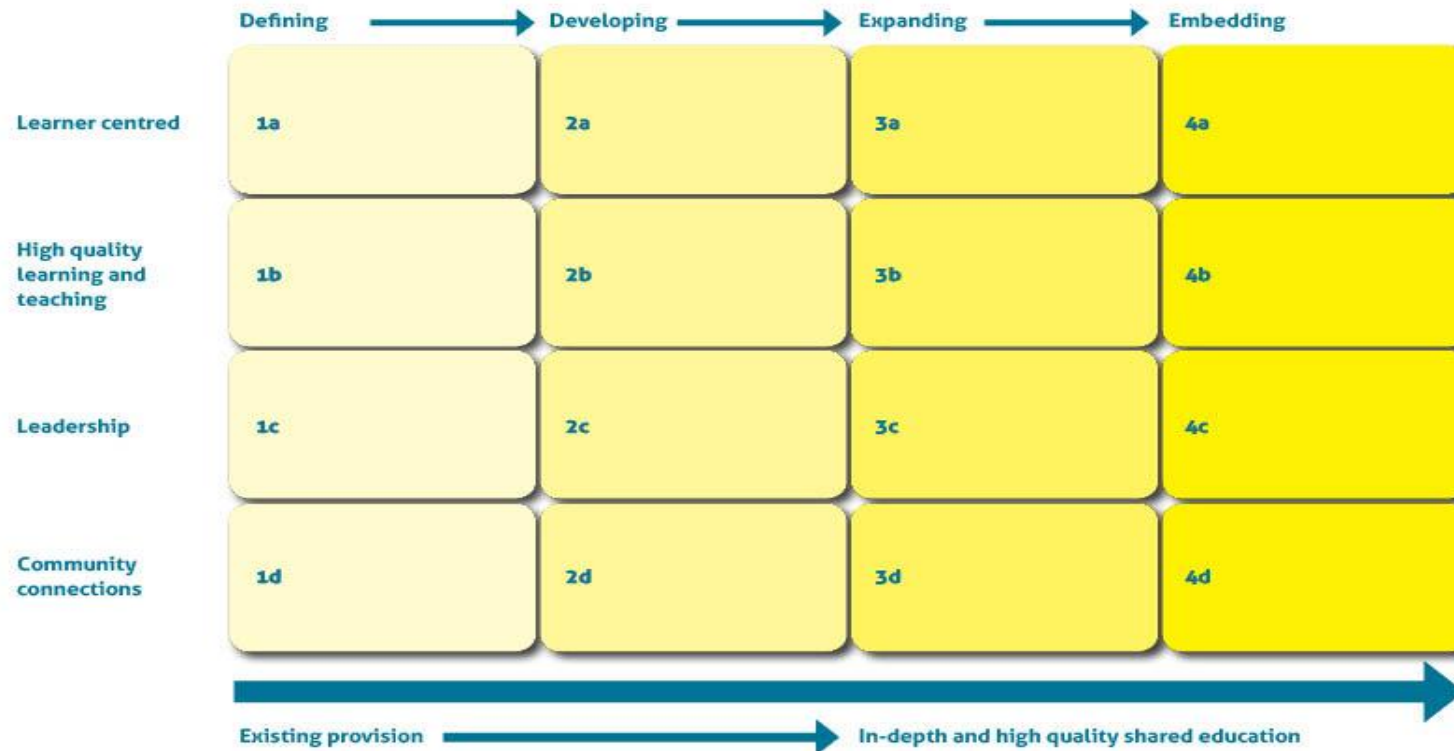 Defining Developing Expanding Embedding
Learner centred 1a 2a 3a 4a
High quality
learning and
teaching
1b 2b 3b 4b
Leadership 1c 2c 3c 4c
Community
connections
1d 2d 3d 4d
Existing provision In-depth and high quality shared education